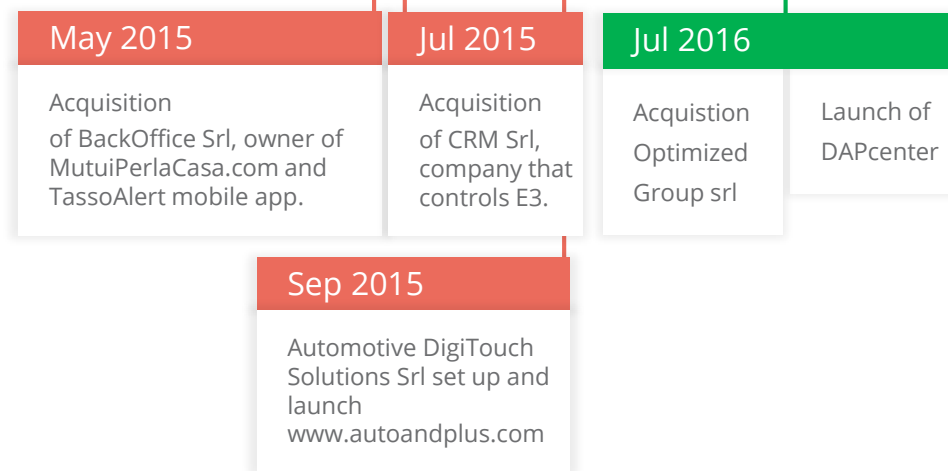 May 2015
Acquisition
of BackOffice Srl, owner of
MutuiPerlaCasa.com and
TassoAlert mobile app.
Jul 2015
Acquisition
of CRM Srl,
company that
controls E3.
Jul 2016
Acquistion
Optimized
Group srl
Launch of
DAPcenter
Sep 2015
Automotive DigiTouch
Solutions Srl set up and
launch
www.autoandplus.com